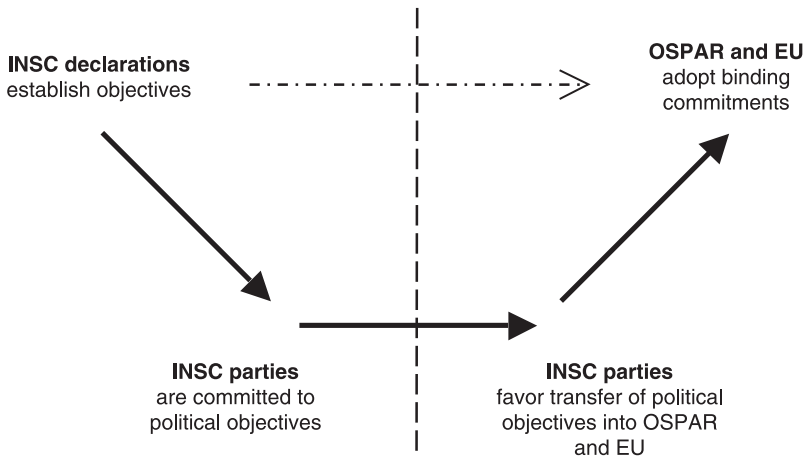 INSC declarations
establish objectives
OSPAR and EU
adopt binding
commitments
INSC parties
are committed to
political objectives
INSC parties
favor transfer of political
objectives into OSPAR
and EU